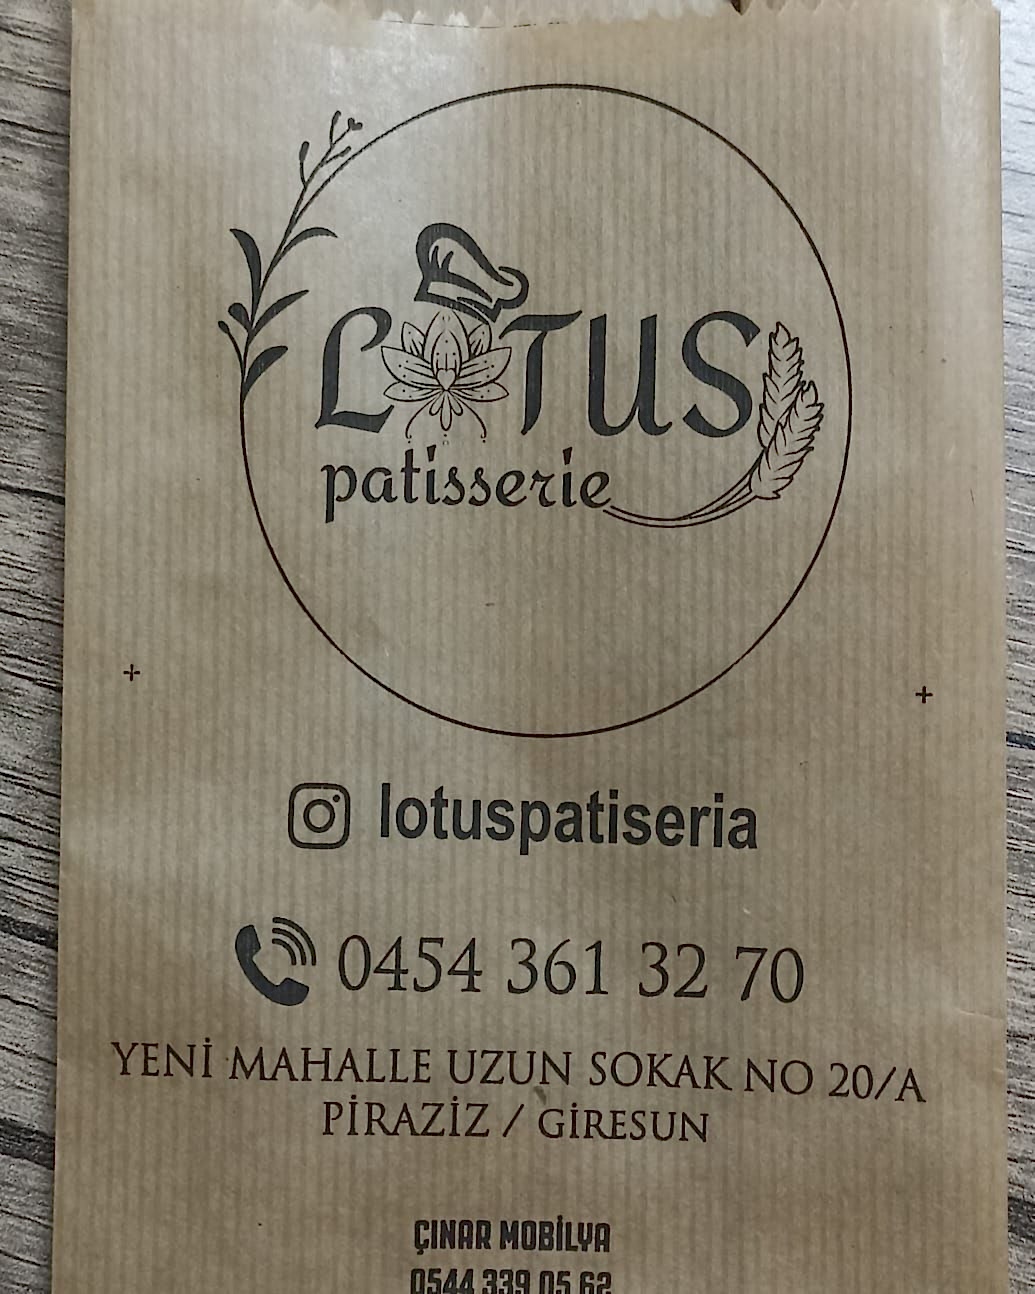 LOTUS
patisserie
lotuspatiseria
0454 361 32 70
YENİ MAHALLE UZUN SOKAK NO 20/A
PİRAZİZ / GİRESUN
ÇINAR MOBİLYA
0544 339 05 62